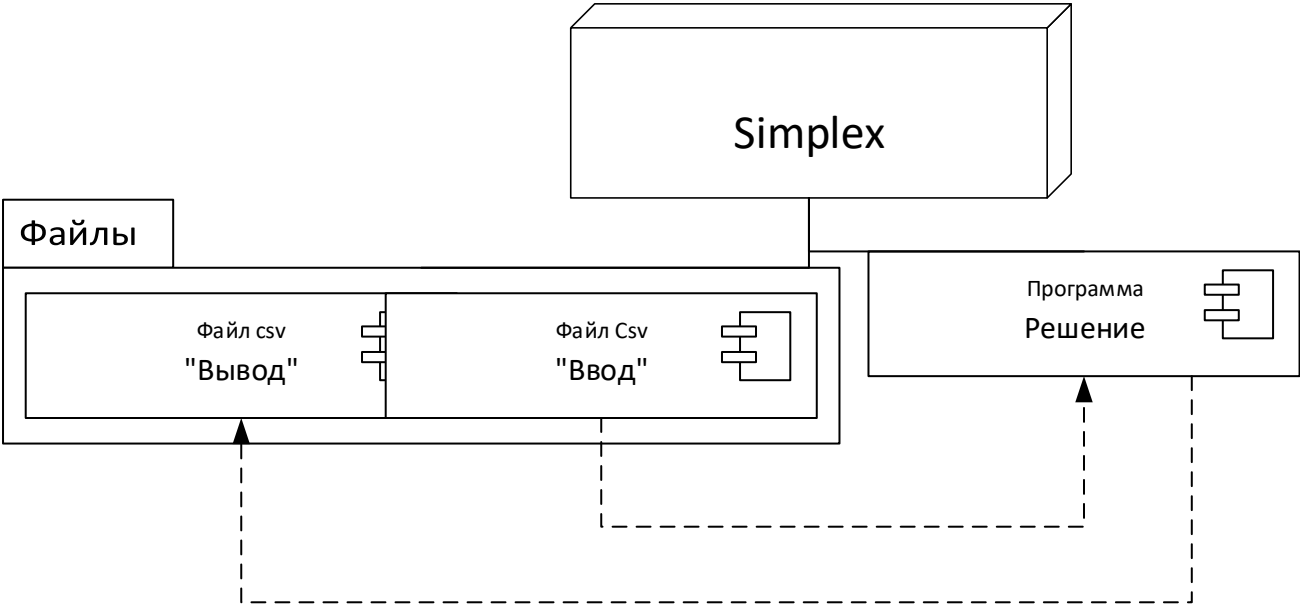 Simplex
Файлы
Файл csv
"Вывод"
Файл Csv
"Ввод"
Программа
Решение